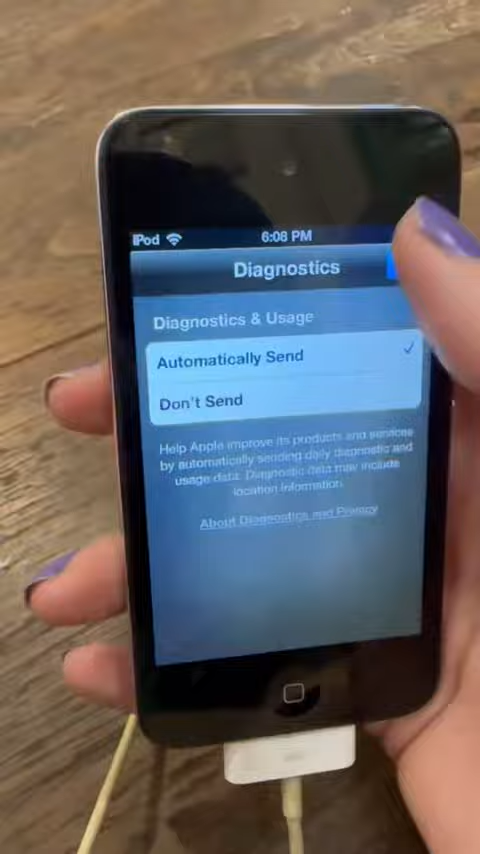 iPod 6:08 PM
Diagnostics
Diagnostics & Usage
Automatically Send
Don't Send
Help Apple improve its products and services
by automatically sending daily diagnostic and
usage data. Diagnostic data may include
location information.
About Diagnostics and Privacy